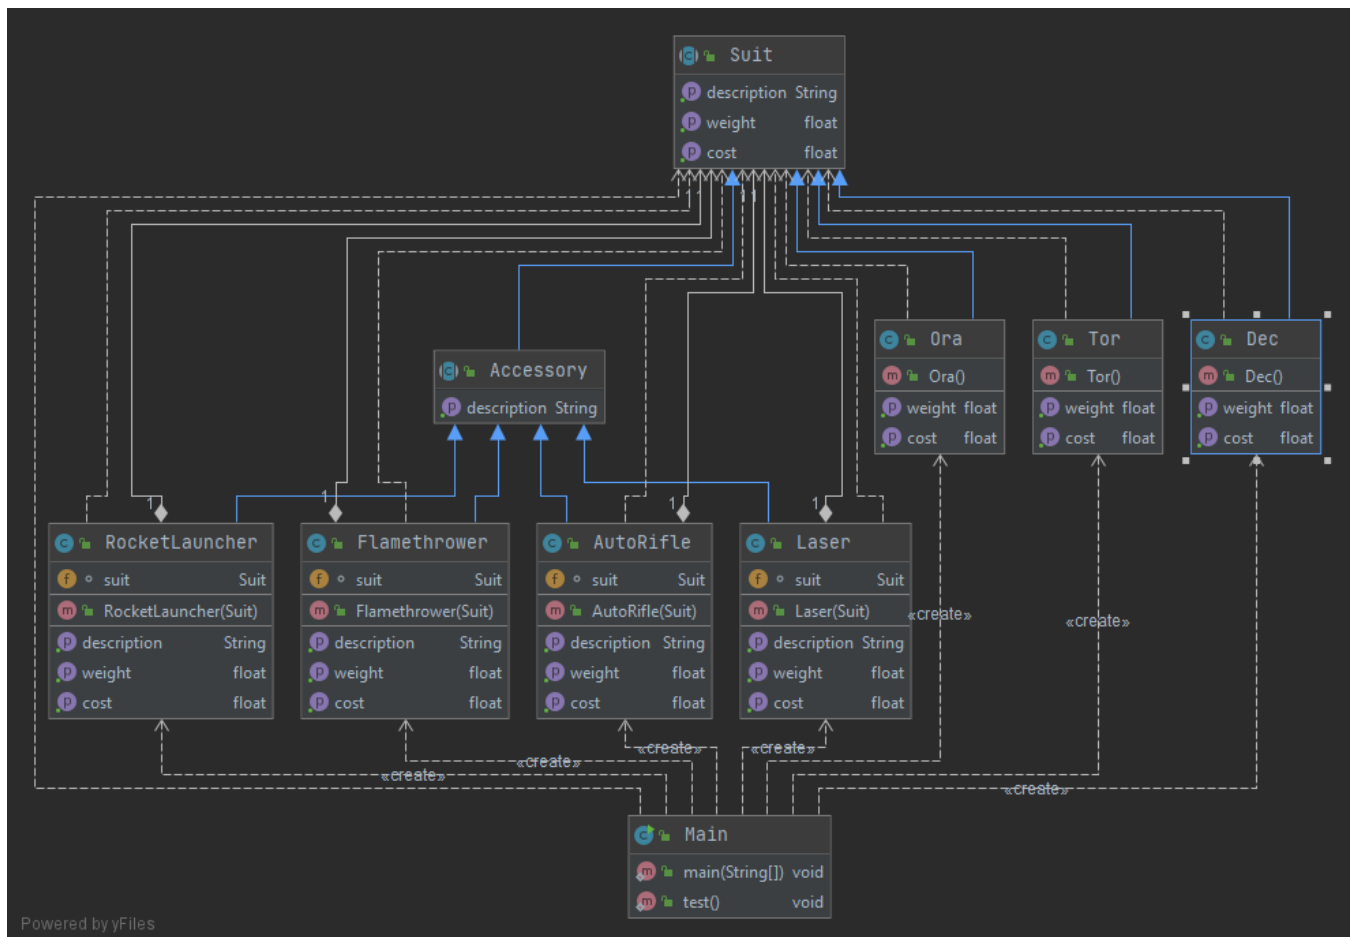 Suit
description String
weight float
cost float
1
Accessory
description String
Ora
Ora()
weight float
cost float
Tor
Tor()
weight float
cost float
Dec
Dec()
weight float
cost float
1
RocketLauncher
suit Suit
RocketLauncher(Suit)
description String
weight float
cost float
1
Flamethrower
suit Suit
Flamethrower(Suit)
description String
weight float
cost float
1
AutoRifle
suit Suit
AutoRifle(Suit)
description String
weight float
cost float
1
Laser
suit Suit
Laser(Suit)
description String
weight float
cost float
«create»
«create»
«create»
«create»
«create»
«create»
«create»
Main
main(String[]) void
test() void
Powered by yFiles